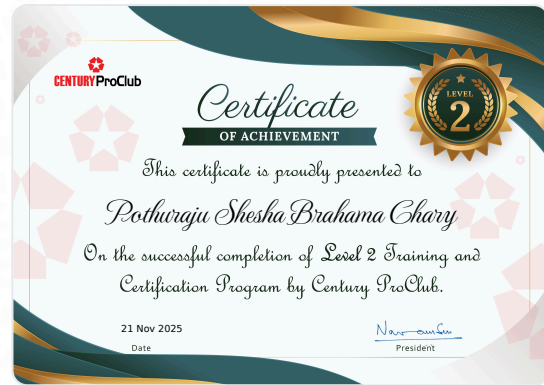 CENTURY ProClub
LEVEL
2
Certificate
OF ACHIEVEMENT
This certificate is proudly presented to
Pothuraju Shesha Brahama Chary
On the successful completion of Level 2 Training and
Certification Program by Century ProClub.
21 Nov 2025
Date
President